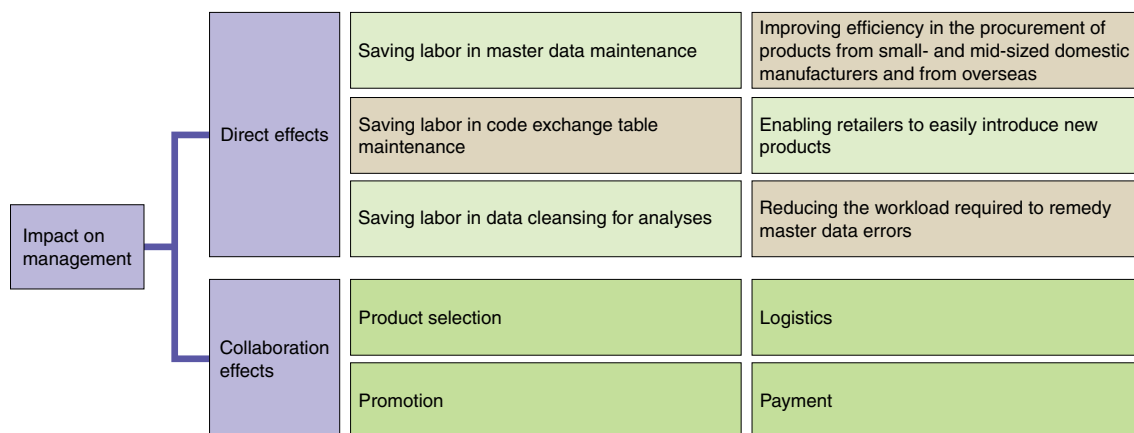 Impact on
management
Direct effects
Saving labor in master data maintenance
Improving efficiency in the procurement of
products from small- and mid-sized domestic
manufacturers and from overseas
Saving labor in code exchange table
maintenance
Enabling retailers to easily introduce new
products
Saving labor in data cleansing for analyses
Reducing the workload required to remedy
master data errors
Collaboration
effects
Product selection
Logistics
Promotion
Payment